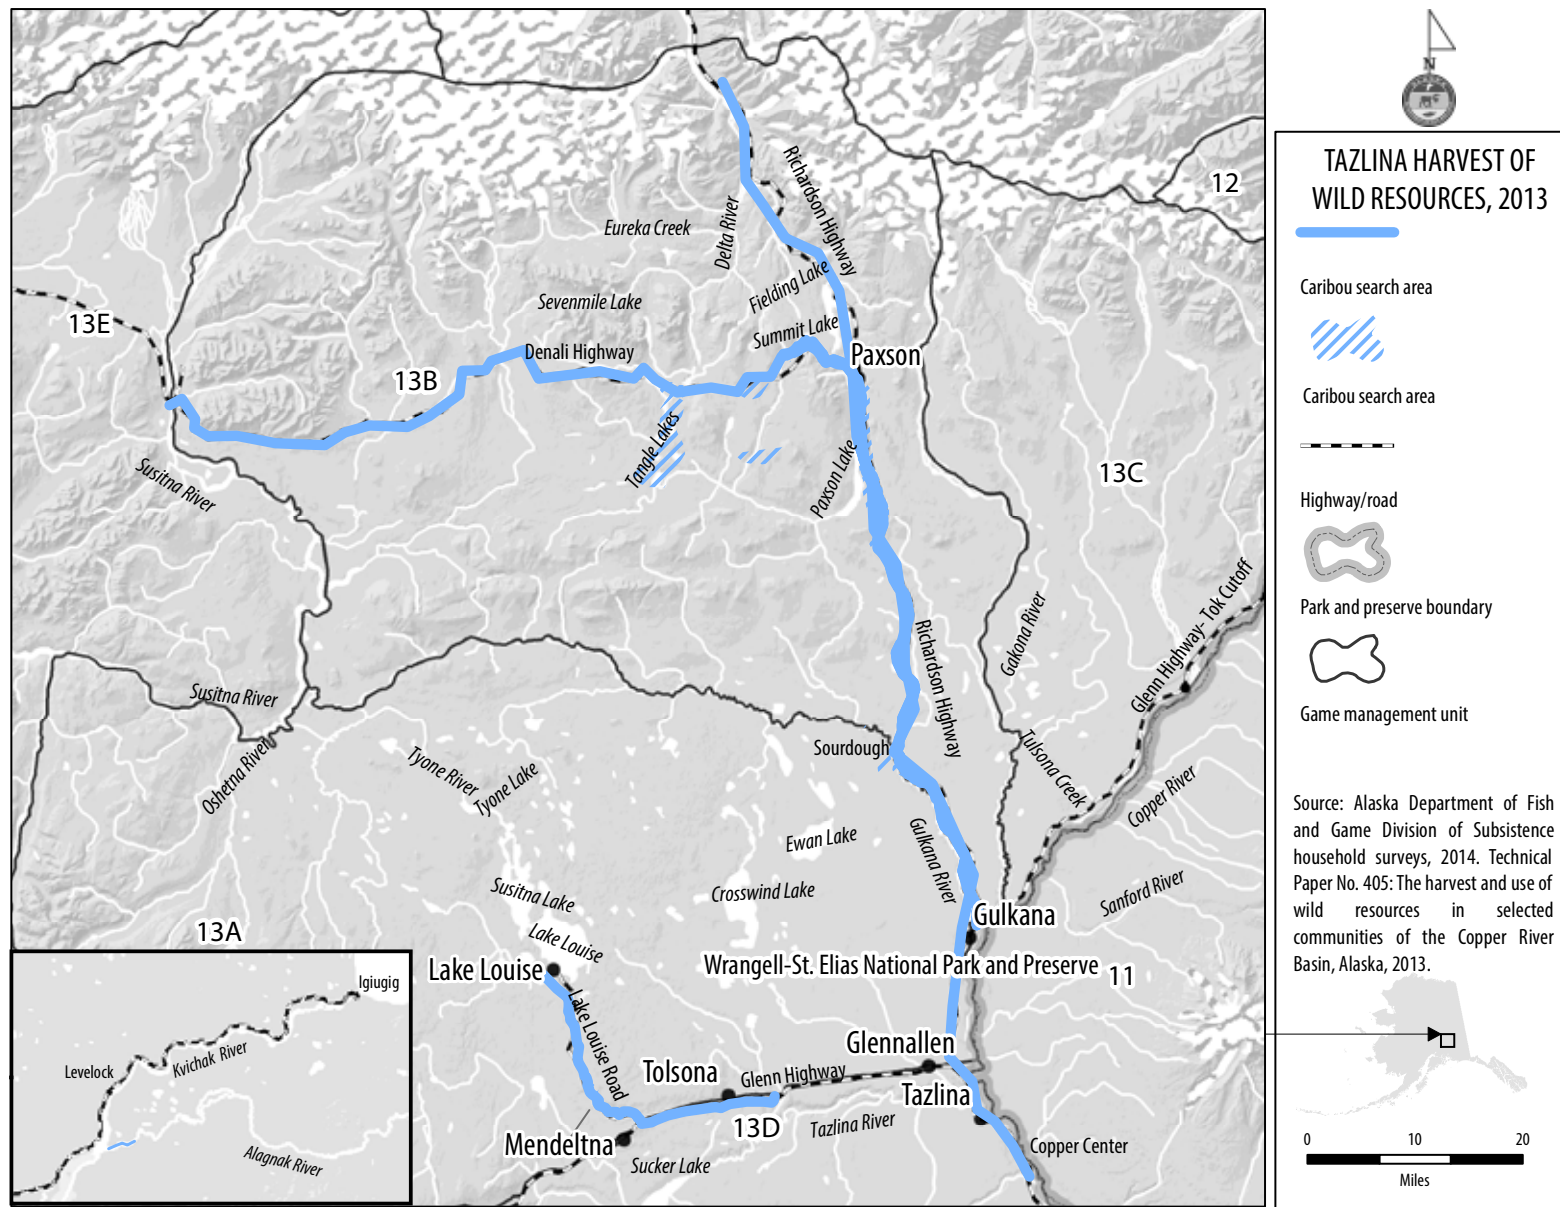 N
12
Richardson Highway
Eureka Creek
Delta River
Fielding Lake
Sevenmile Lake
13E
Summit Lake
Denali Highway
Paxson
13B
Tangle Lakes
Paxson Lake
13C
Susitna River
Glenn Highway- Tok Cutoff
Gakona River
Richardson Highway
Susitna River
Oshetna River
Sourdough
Tyone River
Tyone Lake
Tulsona Creek
Copper River
Ewan Lake
Gulkana River
Crosswind Lake
Susitna Lake
Sanford River
Gulkana
13A
Lake Louise
Lake Louise
Wrangell-St. Elias National Park and Preserve
11
Lake Louise Road
Glennallen
Tolsona
Glenn Highway
Tazlina
13D
Tazlina River
Mendeltna
Sucker Lake
Copper Center
Igiugig
Kvichak River
Levelock
Alagnak River
TAZLINA HARVEST OF
WILD RESOURCES, 2013
Caribou search area
Caribou search area
Highway/road
Park and preserve boundary
Game management unit
Source: Alaska Department of Fish
and Game Division of Subsistence
household surveys, 2014. Technical
Paper No. 405: The harvest and use of
wild resources in selected
communities of the Copper River
Basin, Alaska, 2013.
0 10 20
Miles